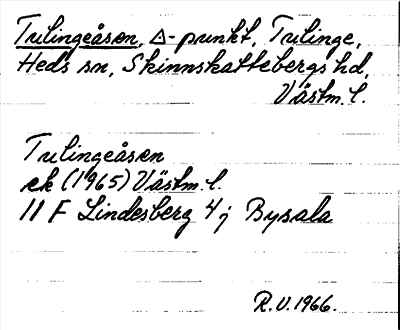 Trilingeåsen, Δ-punkt, Trilinge,
Heds sn, Skinnskattebergs hd,
Västm. l.
Trilingeåsen
ek (1965) Västm. l.
11 F Lindesberg 4 j Bysala
R.V. 1966.